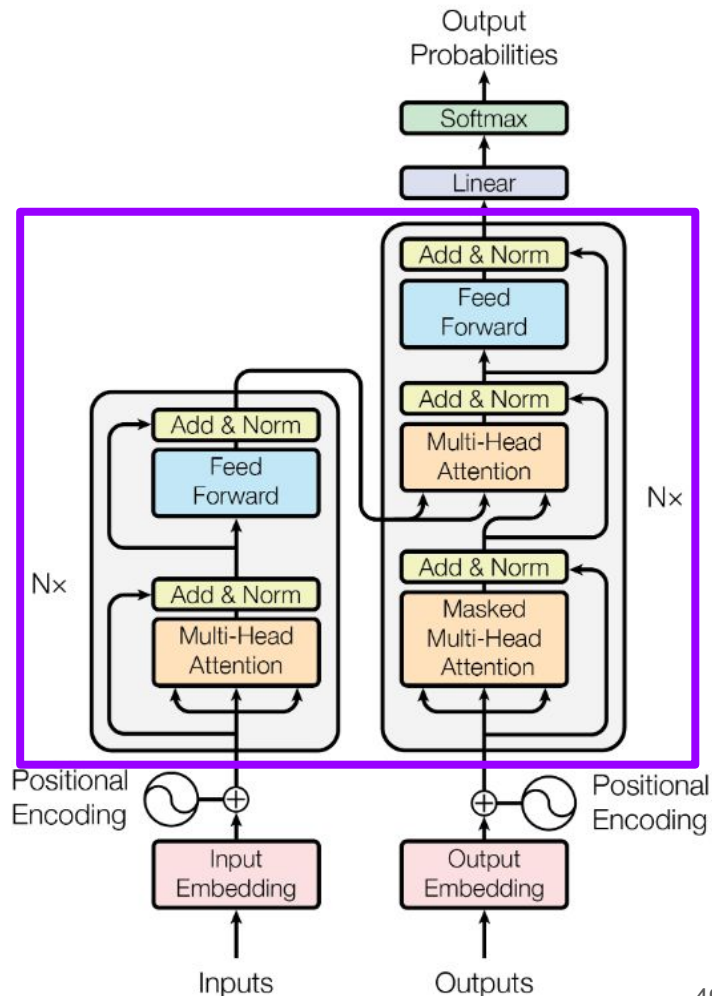 Output
Probabilities
Softmax
Linear
Add & Norm
Feed
Forward
Add & Norm
Multi-Head
Attention
Nx
Add & Norm
Masked
Multi-Head
Attention
Add & Norm
Feed
Forward
Nx
Add & Norm
Multi-Head
Attention
Positional
Encoding
Positional
Encoding
Input
Embedding
Output
Embedding
Inputs
Outputs